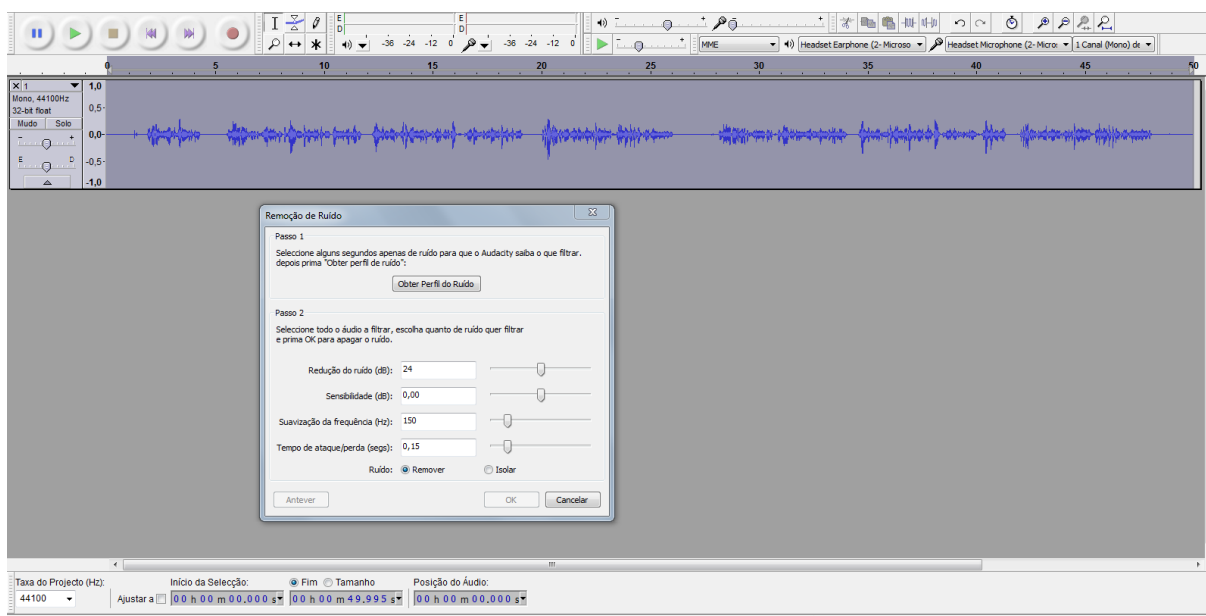 E
D
-36 -24 -12 0
E
D
-36 -24 -12 0
MME
Headset Earphone (2- Microso
Headset Microphone (2- Micro:
1 Canal (Mono) de
0 5 10 15 20 25 30 35 40 45 50
X 1
Mono, 44100Hz
32-bit float
Mudo Solo
- +
E D
1,0
0,5
0,0
-0,5
-1,0
Remoção de Ruído
Passo 1
Seleccione alguns segundos apenas de ruído para que o Audacity saiba o que filtrar.
depois prima "Obter perfil de ruído":
Obter Perfil do Ruído
Passo 2
Seleccione todo o áudio a filtrar, escolha quanto de ruído quer filtrar
e prima OK para apagar o ruído.
Redução do ruído (dB): 24
Sensibilidade (dB): 0,00
Suavização da frequência (Hz): 150
Tempo de ataque/perda (segs): 0,15
Ruído: Remover Isolar
Antever OK Cancelar
Taxa do Projecto (Hz): Início da Selecção: Fim Tamanho Posição do Áudio:
44100 Ajustar a 00 h 00 m 00,000 s 00 h 00 m 49,995 s 00 h 00 m 00,000 s